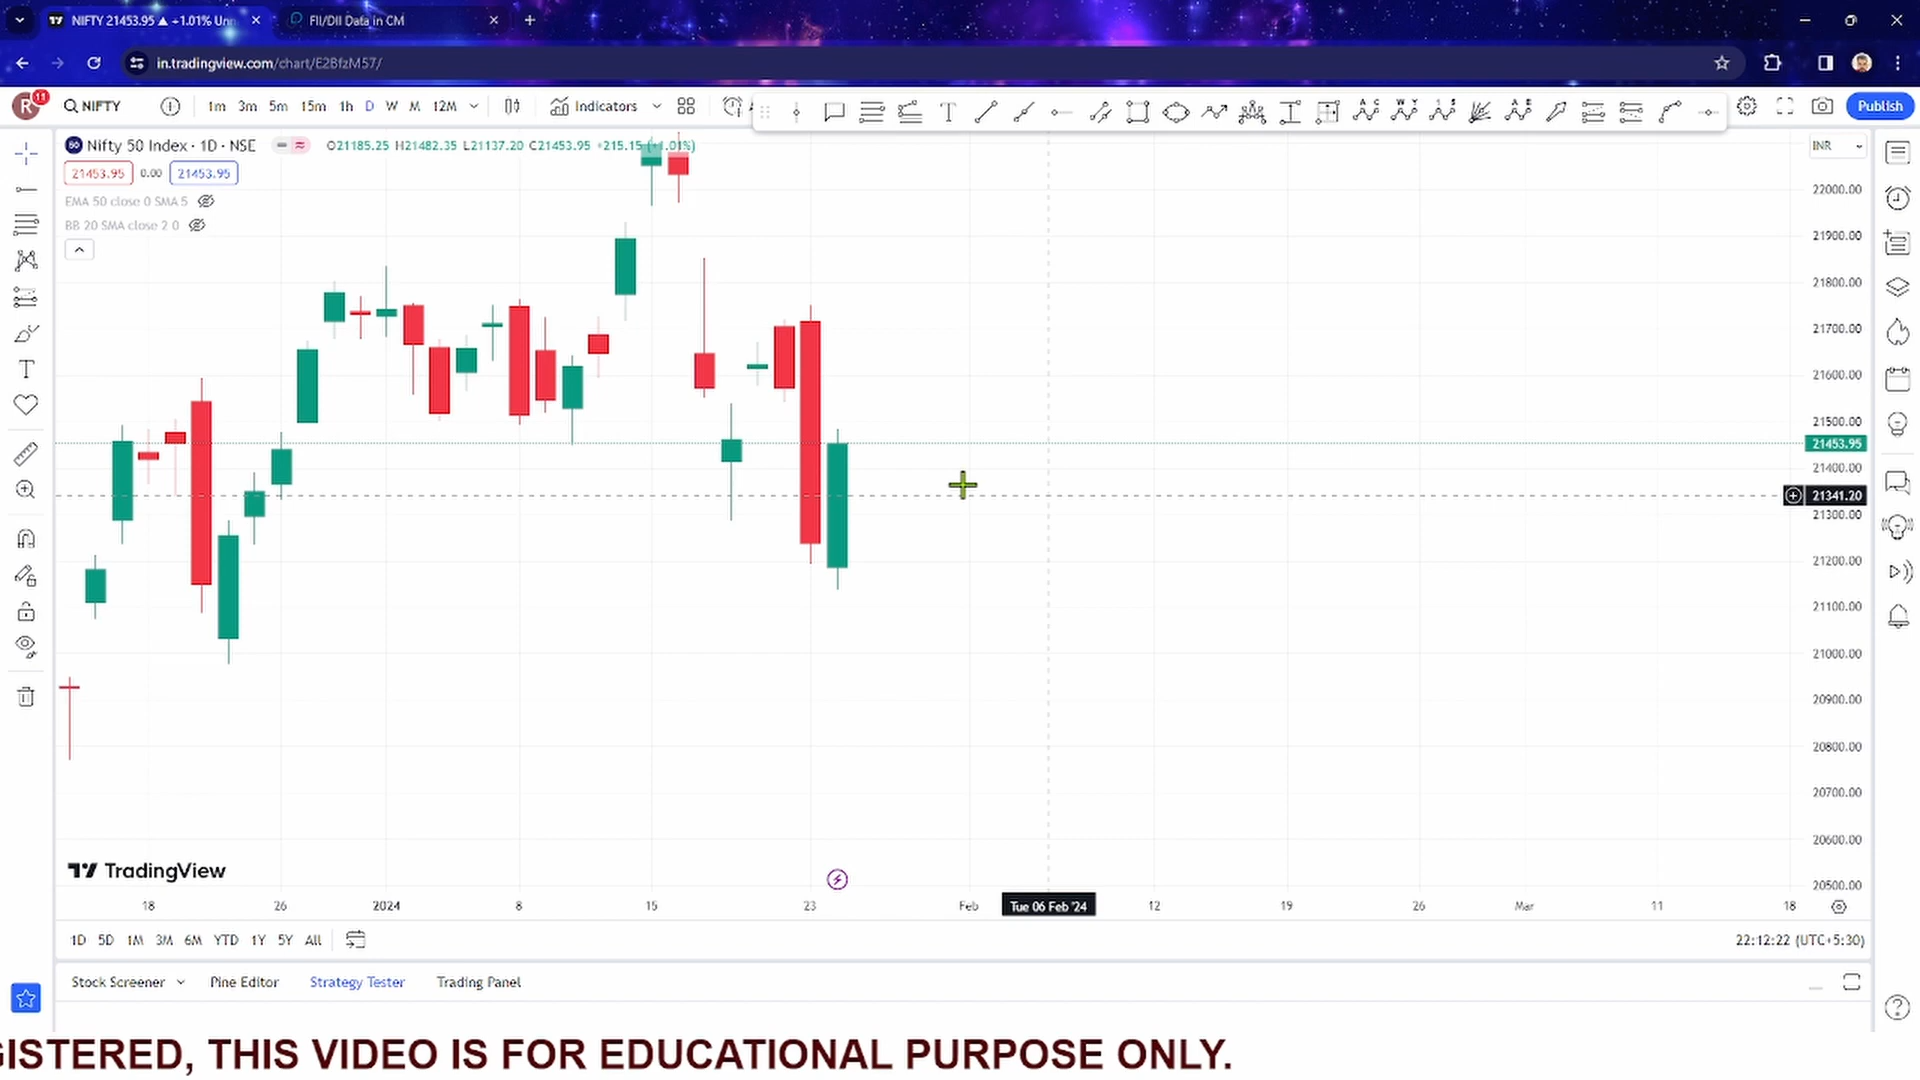 NIFTY 21453.95 ▲ +1.01% Unn
FII/DII Data in CM
in.tradingview.com/chart/E2BfzM57/
R 11 NIFTY 1m 3m 5m 15m 1h D W M 12M Indicators Publish
50 Nifty 50 Index · 1D · NSE O21185.25 H21482.35 L21137.20 C21453.95 +215.15 (+1.01%) INR
21453.95 0.00 21453.95
EMA 50 close 0 SMA 5
BB 20 SMA close 2 0
22000.00
21900.00
21800.00
21700.00
21600.00
21500.00
21453.95
21400.00
21341.20
21300.00
21200.00
21100.00
21000.00
20900.00
20800.00
20700.00
20600.00
20500.00
TradingView
18 26 2024 8 15 23 Feb Tue 06 Feb '24 12 19 26 Mar 11 18
1D 5D 1M 3M 6M YTD 1Y 5Y All 22:12:22 (UTC+5:30)
Stock Screener Pine Editor Strategy Tester Trading Panel
GISTERED, THIS VIDEO IS FOR EDUCATIONAL PURPOSE ONLY.